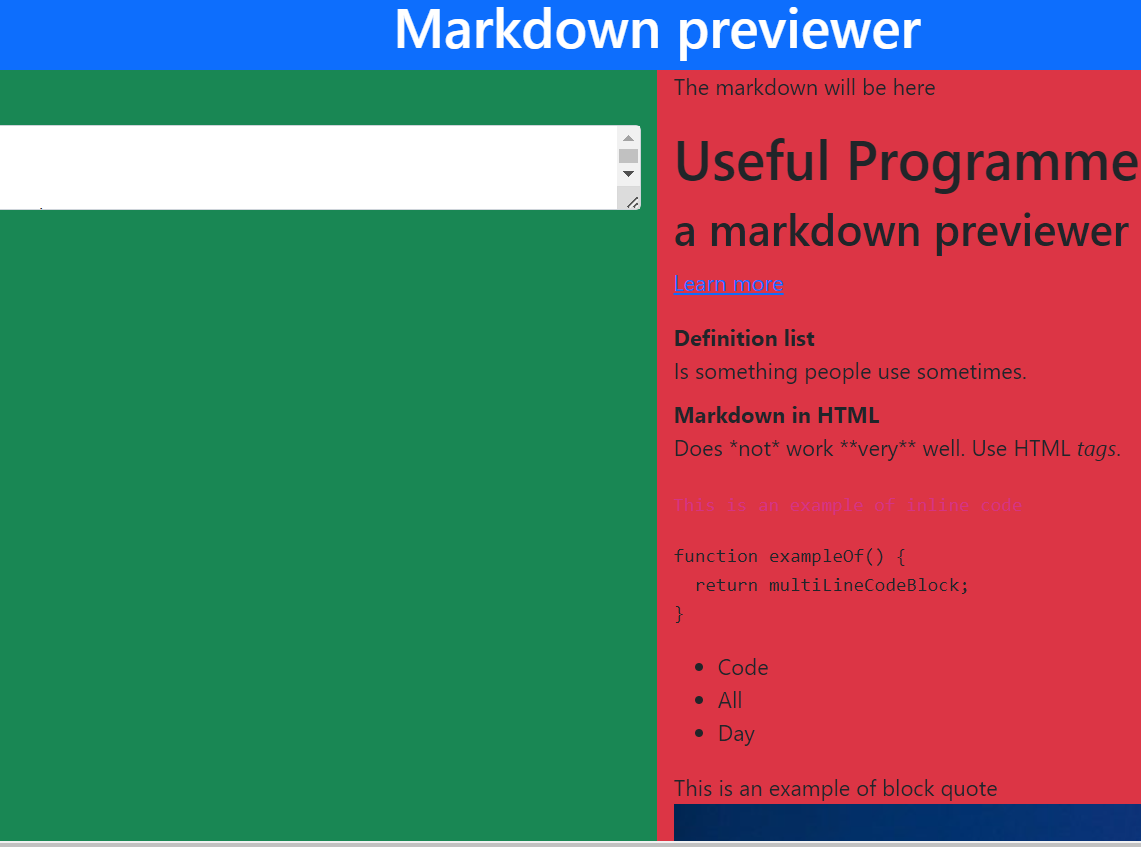 Markdown previewer
The markdown will be here
Useful Programme
a markdown previewer
Learn more
Definition list
Is something people use sometimes.
Markdown in HTML
Does *not* work **very** well. Use HTML tags.
This is an example of inline code
function exampleOf() {
  return multiLineCodeBlock;
}
Code
All
Day
This is an example of block quote